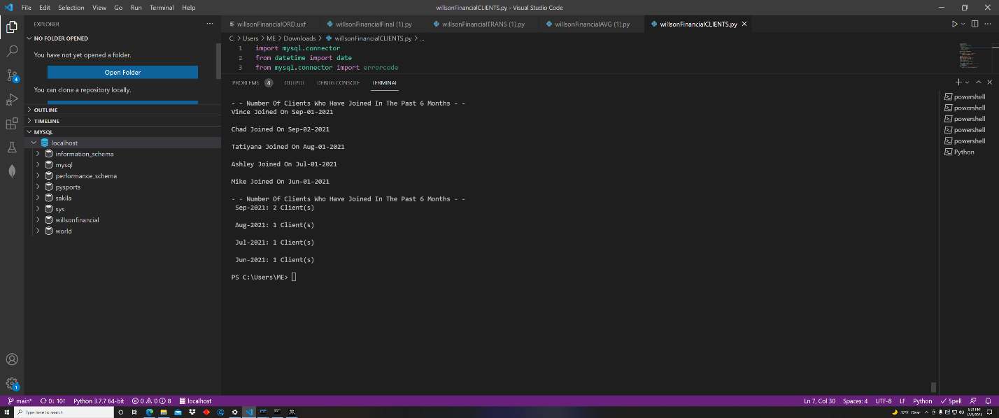 File Edit Selection View Go Run Terminal Help
willsonFinancialCLIENTS.py - Visual Studio Code
EXPLORER
willsonFinancialORD.uxf
willsonFinancialFinal (1).py
willsonFinancialTRANS (1).py
willsonFinancialAVG (1).py
willsonFinancialCLIENTS.py
NO FOLDER OPENED
You have not yet opened a folder.
Open Folder
You can clone a repository locally.
OUTLINE
TIMELINE
MYSQL
localhost
information_schema
mysql
performance_schema
pysports
sakila
sys
willsonfinancial
world
4
1
C: > Users > ME > Downloads > willsonFinancialCLIENTS.py > ...
1 import mysql.connector
2 from datetime import date
3 from mysql.connector import errorcode
PROBLEMS 8 OUTPUT DEBUG CONSOLE TERMINAL
- - Number Of Clients Who Have Joined In The Past 6 Months - -
Vince Joined On Sep-01-2021
Chad Joined On Sep-02-2021
Tatiyana Joined On Aug-01-2021
Ashley Joined On Jul-01-2021
Mike Joined On Jun-01-2021
- - Number Of Clients Who Have Joined In The Past 6 Months - -
Sep-2021: 2 Client(s)
Aug-2021: 1 Client(s)
Jul-2021: 1 Client(s)
Jun-2021: 1 Client(s)
PS C:\Users\ME>
powershell
powershell
powershell
powershell
powershell
Python
main* 0↓ 10↑ Python 3.7.7 64-bit 0 0 8 localhost
Ln 7, Col 30 Spaces: 4 UTF-8 LF Python Spell
Type here to search
Clear
8:31 PM
12/8/2021